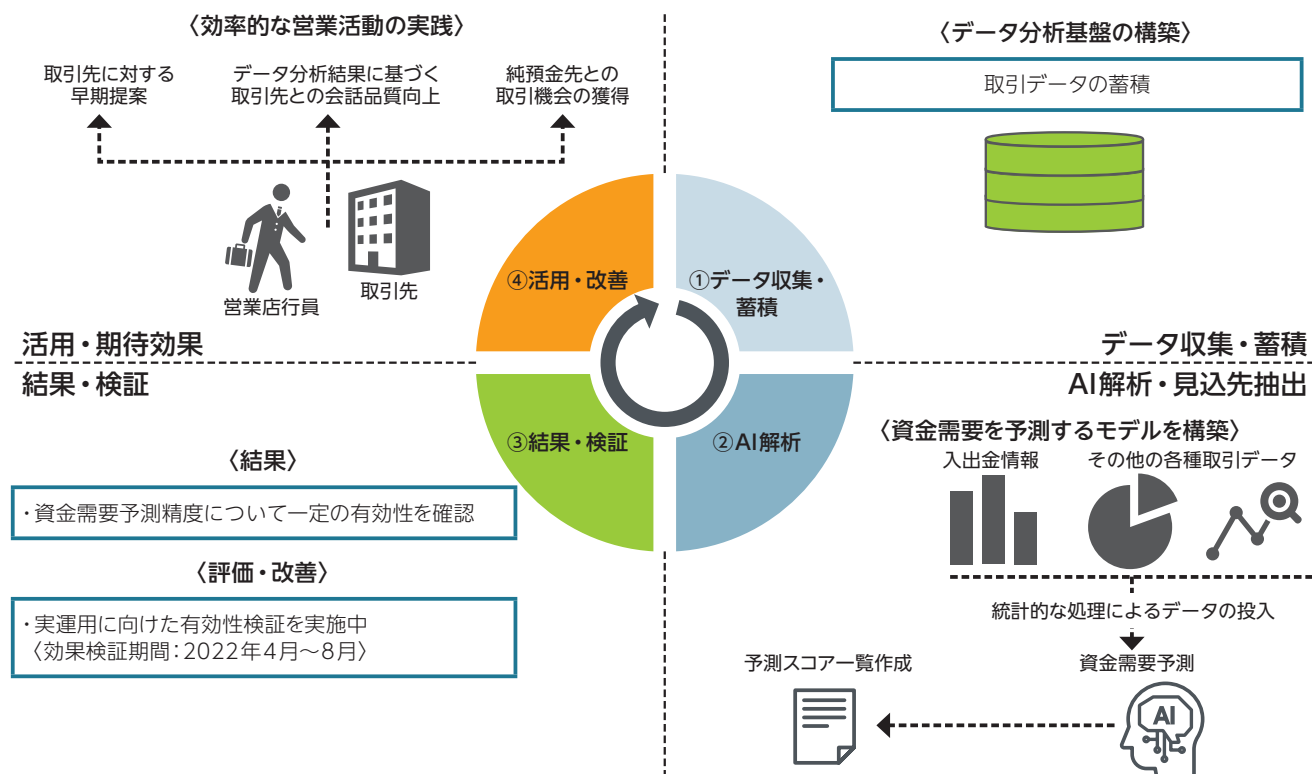 〈効率的な営業活動の実践〉
取引先に対する
早期提案
データ分析結果に基づく
取引先との会話品質向上
純預金先との
取引機会の獲得
営業店行員
取引先
活用・期待効果
〈データ分析基盤の構築〉
取引データの蓄積
データ収集・蓄積
④活用・改善
①データ収集・
蓄積
③結果・検証
②AI解析
結果・検証
〈結果〉
・資金需要予測精度について一定の有効性を確認
〈評価・改善〉
・実運用に向けた有効性検証を実施中
〈効果検証期間：2022年4月～8月〉
AI解析・見込先抽出
〈資金需要を予測するモデルを構築〉
入出金情報
その他の各種取引データ
統計的な処理によるデータの投入
資金需要予測
AI
予測スコア一覧作成